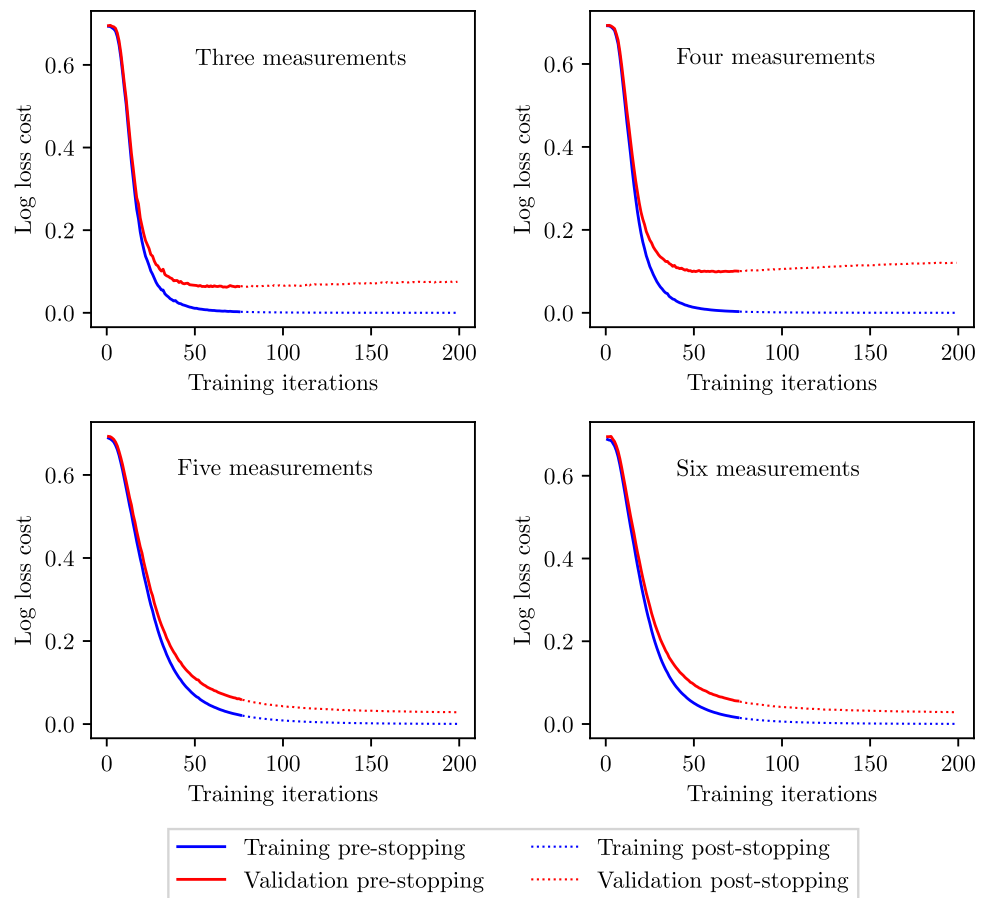 Three measurements
Log loss cost
0.6
0.4
0.2
0.0
0 50 100 150 200
Training iterations
Four measurements
Log loss cost
0.6
0.4
0.2
0.0
0 50 100 150 200
Training iterations
Five measurements
Log loss cost
0.6
0.4
0.2
0.0
0 50 100 150 200
Training iterations
Six measurements
Log loss cost
0.6
0.4
0.2
0.0
0 50 100 150 200
Training iterations
Training pre-stopping
Validation pre-stopping
Training post-stopping
Validation post-stopping